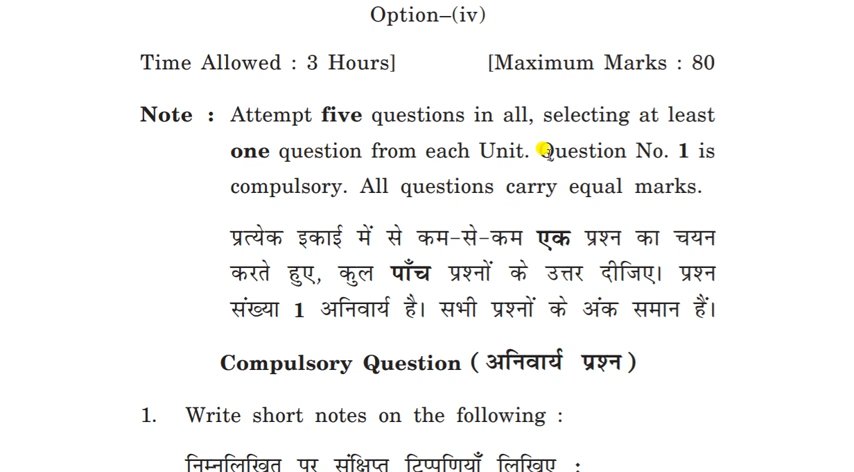 Option–(iv)
Time Allowed : 3 Hours] [Maximum Marks : 80
Note : Attempt five questions in all, selecting at least
one question from each Unit. Question No. 1 is
compulsory. All questions carry equal marks.
प्रत्येक इकाई में से कम-से-कम एक प्रश्न का चयन
करते हुए, कुल पाँच प्रश्नों के उत्तर दीजिए। प्रश्न
संख्या 1 अनिवार्य है। सभी प्रश्नों के अंक समान हैं।
Compulsory Question (अनिवार्य प्रश्न)
1. Write short notes on the following :
निम्नलिखित पर संक्षिप्त टिप्पणियाँ लिखिए :